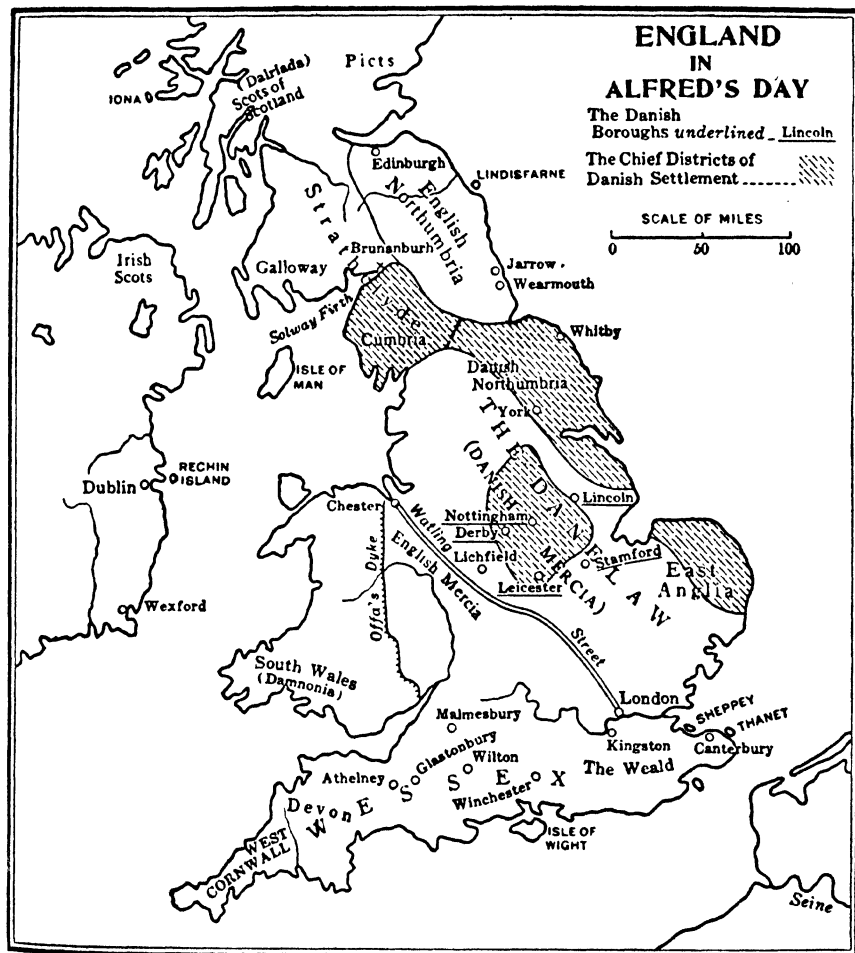 ENGLAND
IN
ALFRED'S DAY
The Danish
Boroughs underlined _ Lincoln
The Chief Districts of
Danish Settlement
SCALE OF MILES
0 50 100
Picts
(Dalriada)
Scots of
Scotland
IONA
Edinburgh
LINDISFARNE
English
Northumbria
Strathclyde
Brunanburh
Irish
Scots
Galloway
Jarrow
Wearmouth
Solway Firth
Cumbria
Whitby
ISLE OF
MAN
Danish
Northumbria
York
THE DANELAW
(DANISH MERCIA)
RECHIN
ISLAND
Dublin
Chester
Lincoln
Nottingham
Derby
Watling Street
Stamford
Lichfield
English Mercia
Leicester
East
Anglia
Offa's Dyke
Wexford
South Wales
(Damnonia)
London
SHEPPEY
THANET
Malmesbury
Kingston
Canterbury
Glastonbury
Wilton
The Weald
Athelney
Winchester
WESSEX
Devon
ISLE OF
WIGHT
WEST
CORNWALL
Seine